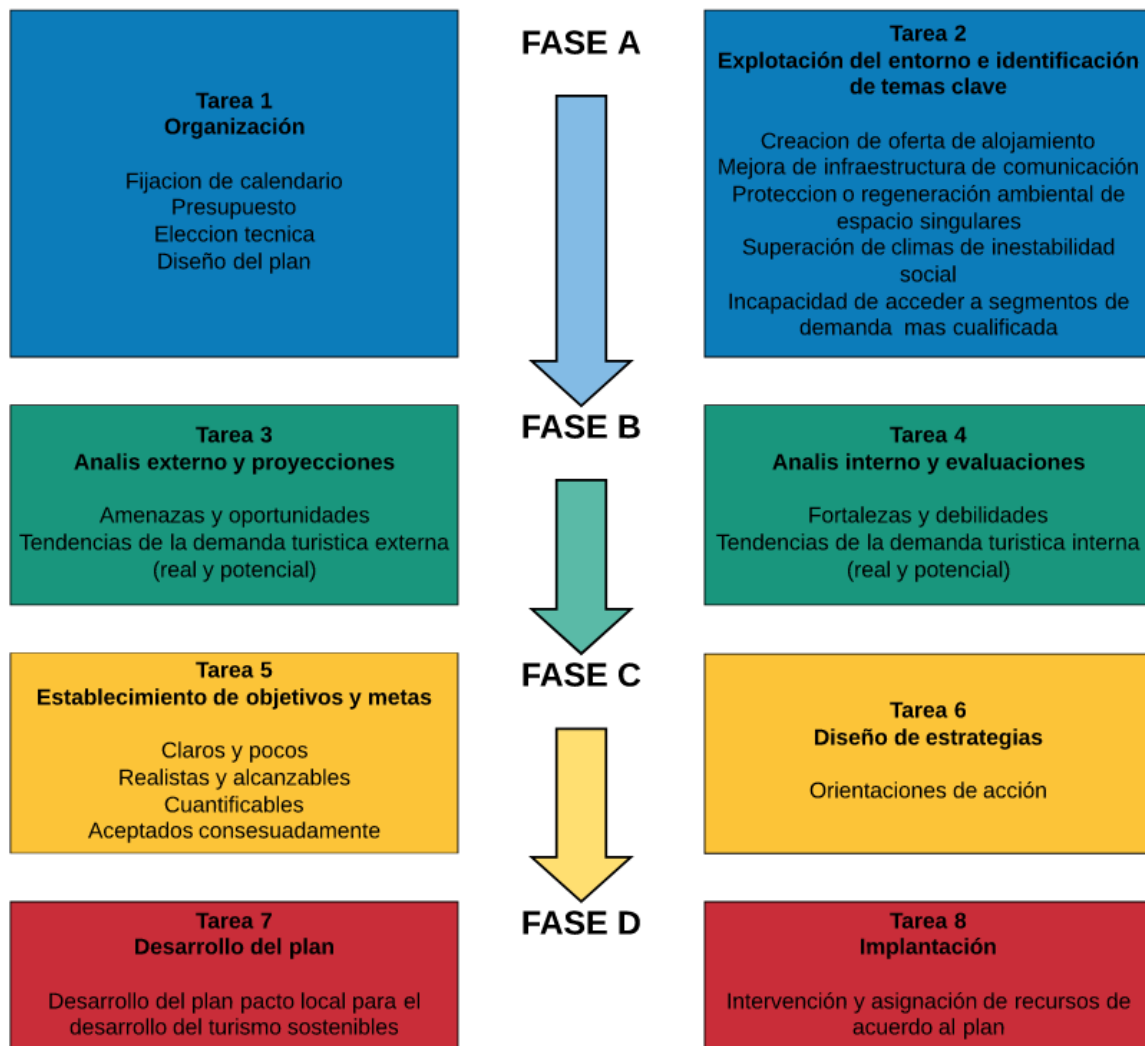 FASE A
Tarea 1
Organización
Fijacion de calendario
Presupuesto
Eleccion tecnica
Diseño del plan
Tarea 2
Explotación del entorno e identificación
de temas clave
Creacion de oferta de alojamiento
Mejora de infraestructura de comunicación
Proteccion o regeneración ambiental de
espacio singulares
Superación de climas de inestabilidad
social
Incapacidad de acceder a segmentos de
demanda mas cualificada
FASE B
Tarea 3
Analis externo y proyecciones
Amenazas y oportunidades
Tendencias de la demanda turistica externa
(real y potencial)
Tarea 4
Analis interno y evaluaciones
Fortalezas y debilidades
Tendencias de la demanda turistica interna
(real y potencial)
FASE C
Tarea 5
Establecimiento de objetivos y metas
Claros y pocos
Realistas y alcanzables
Cuantificables
Aceptados consesuadamente
Tarea 6
Diseño de estrategias
Orientaciones de acción
FASE D
Tarea 7
Desarrollo del plan
Desarrollo del plan pacto local para el
desarrollo del turismo sostenibles
Tarea 8
Implantación
Intervención y asignación de recursos de
acuerdo al plan